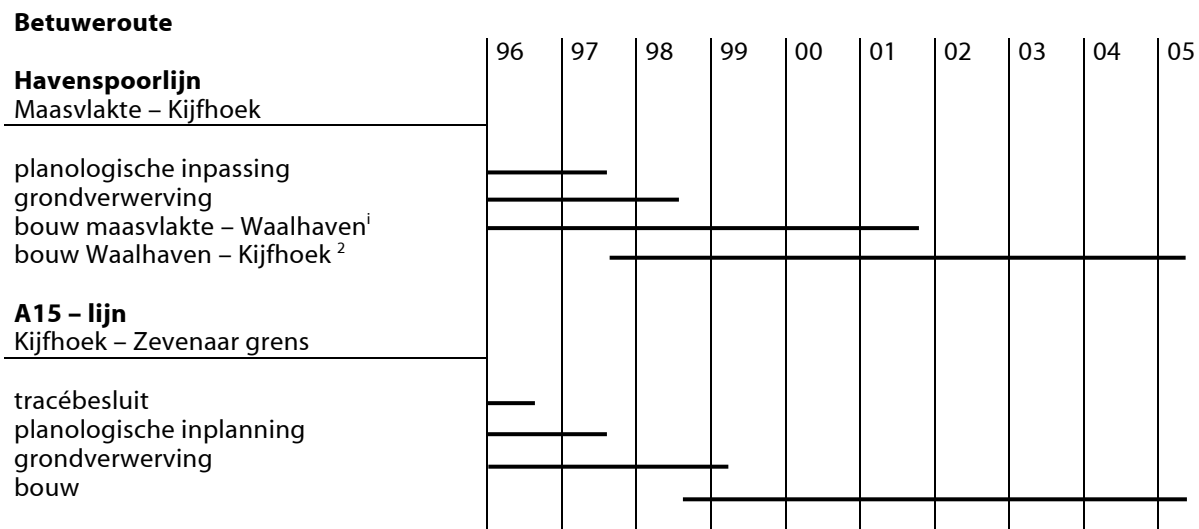 Betuweroute
96 97 98 99 00 01 02 03 04 05
Havenspoorlijn
Maasvlakte – Kijfhoek
planologische inpassing
grondverwerving
bouw maasvlakte – Waalhavenⁱ
bouw Waalhaven – Kijfhoek ²
A15 – lijn
Kijfhoek – Zevenaar grens
tracébesluit
planologische inplanning
grondverwerving
bouw